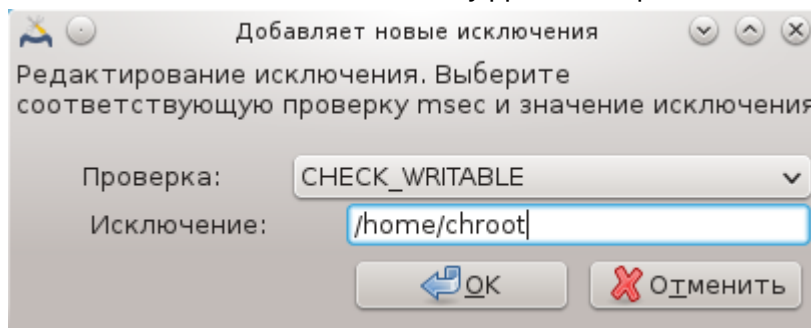 Добавляет новые исключения
Редактирование исключения. Выберите
соответствующую проверку msec и значение исключения
Проверка: CHECK_WRITABLE
Исключение: /home/chroot
OK Отменить